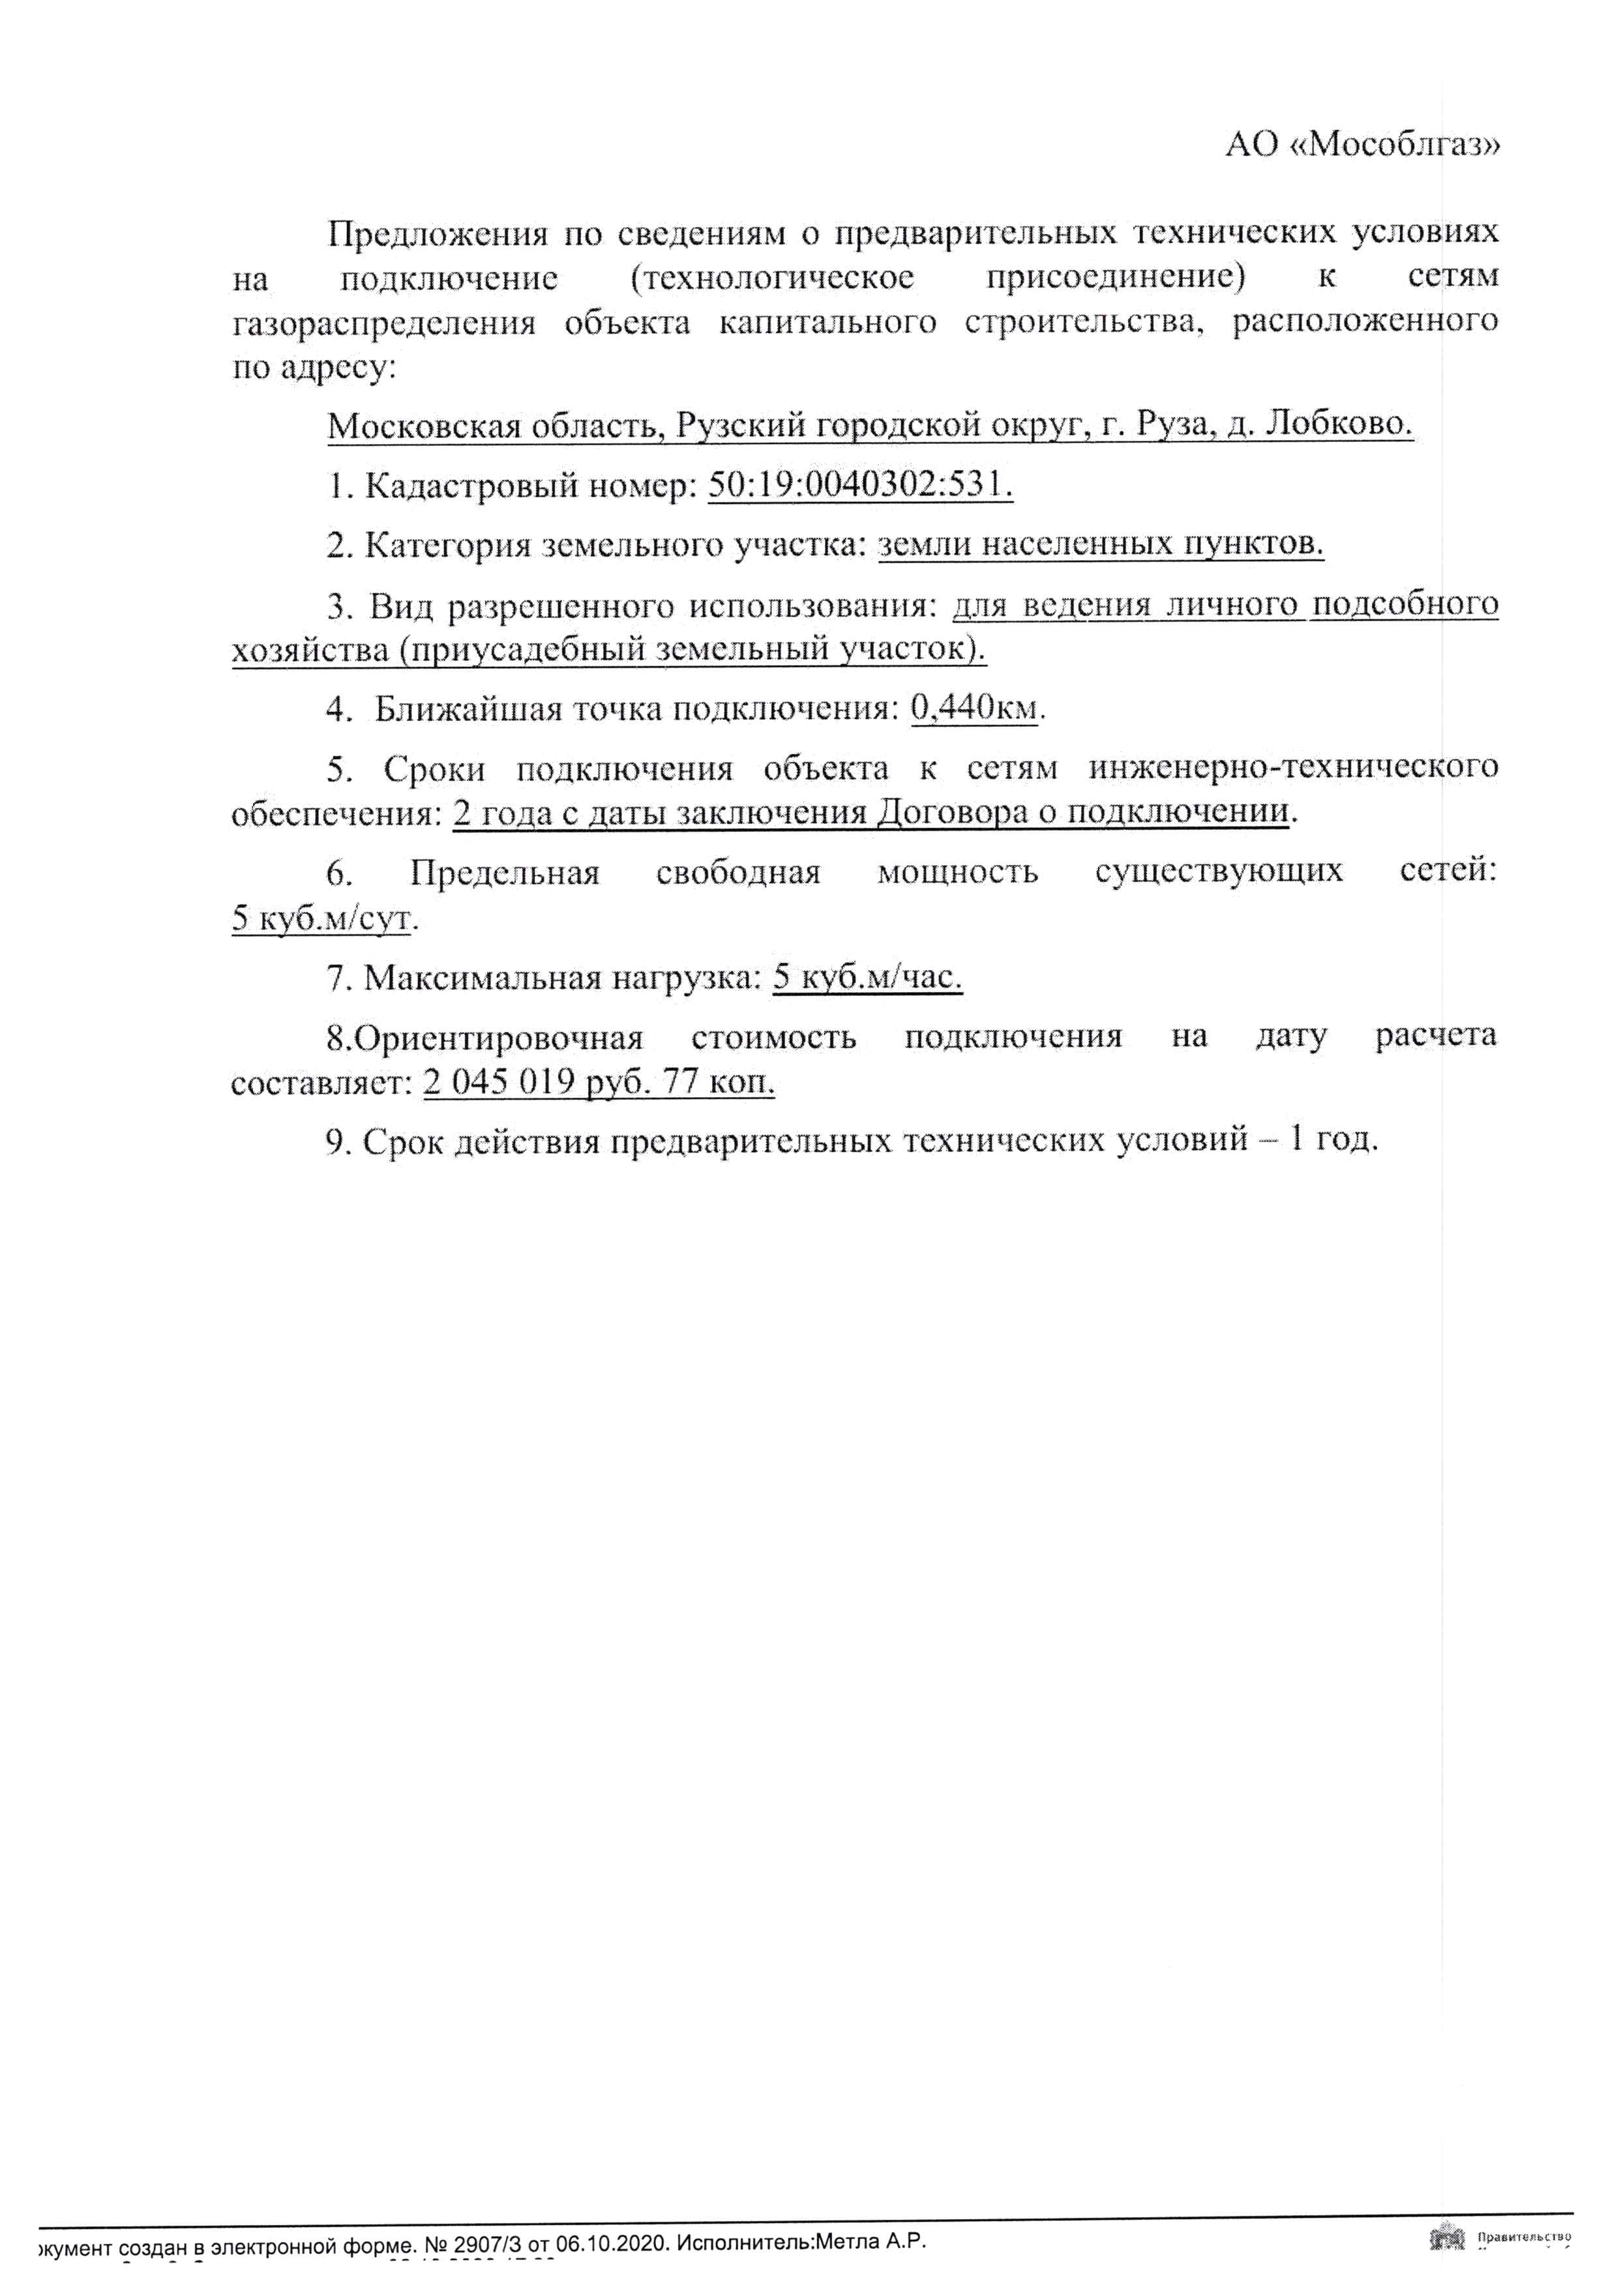 АО «Мособлгаз»
Предложения по сведениям о предварительных технических условиях
на подключение (технологическое присоединение) к сетям
газораспределения объекта капитального строительства, расположенного
по адресу:
Московская область, Рузский городской округ, г. Руза, д. Лобково.
1. Кадастровый номер: 50:19:0040302:531.
2. Категория земельного участка: земли населенных пунктов.
3. Вид разрешенного использования: для ведения личного подсобного
хозяйства (приусадебный земельный участок).
4. Ближайшая точка подключения: 0,440км.
5. Сроки подключения объекта к сетям инженерно-технического
обеспечения: 2 года с даты заключения Договора о подключении.
6. Предельная свободная мощность существующих сетей:
5 куб.м/сут.
7. Максимальная нагрузка: 5 куб.м/час.
8.Ориентировочная стоимость подключения на дату расчета
составляет: 2 045 019 руб. 77 коп.
9. Срок действия предварительных технических условий – 1 год.
окумент создан в электронной форме. № 2907/3 от 06.10.2020. Исполнитель:Метла А.Р.
Правительство